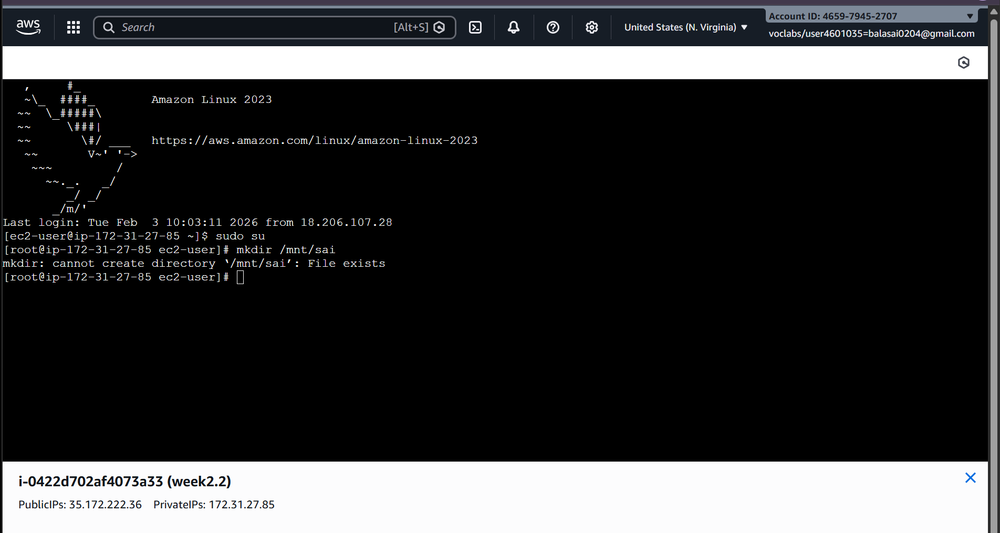 aws
Search [Alt+S]
United States (N. Virginia) ▼
Account ID: 4659-7945-2707 ▼
voclabs/user4601035=balasai0204@gmail.com
   ,     #_
   ~\_  ####_        Amazon Linux 2023
  ~~  \_#####\
  ~~     \###|
  ~~       \#/ ___   https://aws.amazon.com/linux/amazon-linux-2023
   ~~       V~' '->
    ~~~         /
      ~~._.   _/
         _/ _/
       _/m/'
Last login: Tue Feb  3 10:03:11 2026 from 18.206.107.28
[ec2-user@ip-172-31-27-85 ~]$ sudo su
[root@ip-172-31-27-85 ec2-user]# mkdir /mnt/sai
mkdir: cannot create directory ‘/mnt/sai’: File exists
[root@ip-172-31-27-85 ec2-user]#
i-0422d702af4073a33 (week2.2)
PublicIPs: 35.172.222.36 PrivateIPs: 172.31.27.85